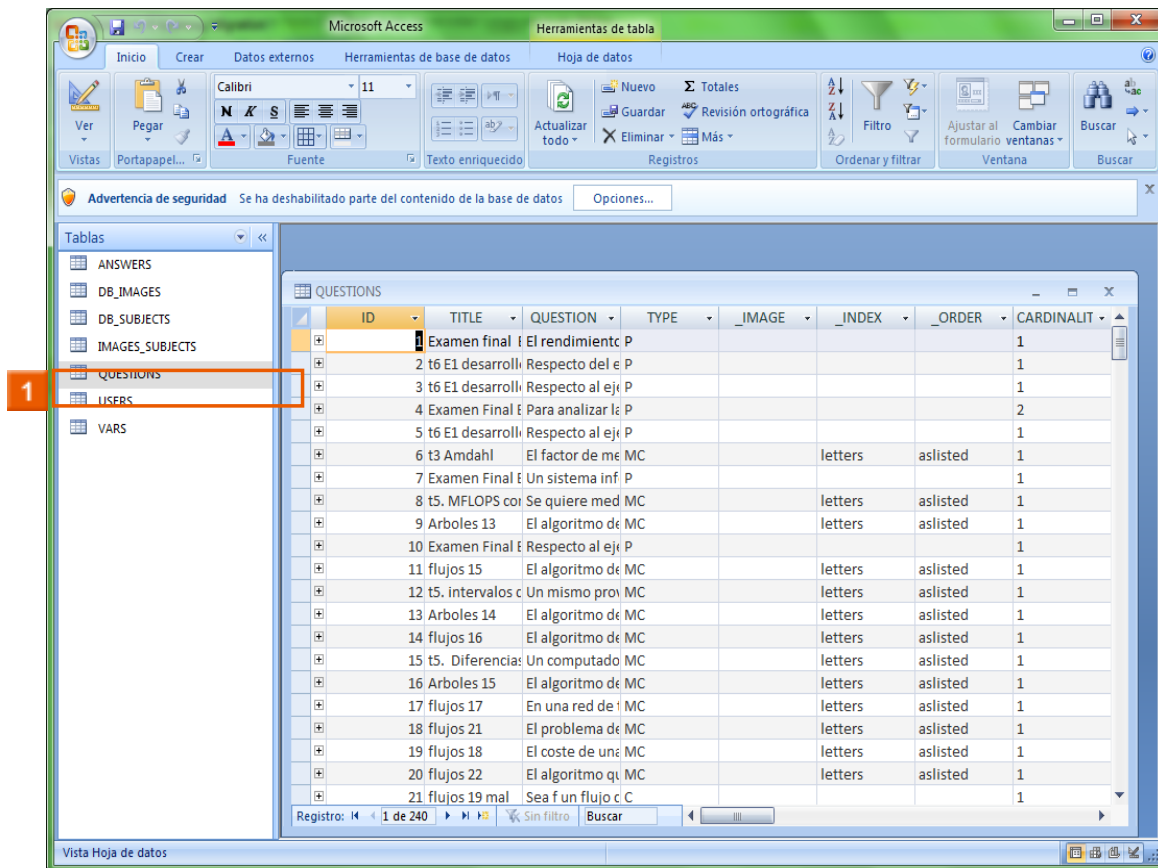 Microsoft Access
Herramientas de tabla
Inicio Crear Datos externos Herramientas de base de datos Hoja de datos
Calibri 11
Nuevo Σ Totales
Guardar Revisión ortográfica
Eliminar Más
N K S
Ver Pegar Actualizar todo Filtro Ajustar al formulario Cambiar ventanas Buscar
Vistas Portapapel... Fuente Texto enriquecido Registros Ordenar y filtrar Ventana Buscar
Advertencia de seguridad Se ha deshabilitado parte del contenido de la base de datos Opciones...
Tablas
ANSWERS
DB_IMAGES
DB_SUBJECTS
IMAGES_SUBJECTS
QUESTIONS
USERS
VARS
1
QUESTIONS
ID TITLE QUESTION TYPE _IMAGE _INDEX _ORDER CARDINALIT
1 Examen final El rendimiento P 1
2 t6 E1 desarroll Respecto del e P 1
3 t6 E1 desarroll Respecto al eje P 1
4 Examen Final E Para analizar la P 2
5 t6 E1 desarroll Respecto al eje P 1
6 t3 Amdahl El factor de me MC letters aslisted 1
7 Examen Final E Un sistema inf P 1
8 t5. MFLOPS cor Se quiere med MC letters aslisted 1
9 Arboles 13 El algoritmo de MC letters aslisted 1
10 Examen Final E Respecto al eje P 1
11 flujos 15 El algoritmo de MC letters aslisted 1
12 t5. intervalos c Un mismo prov MC letters aslisted 1
13 Arboles 14 El algoritmo de MC letters aslisted 1
14 flujos 16 El algoritmo de MC letters aslisted 1
15 t5. Diferencias Un computado MC letters aslisted 1
16 Arboles 15 El algoritmo de MC letters aslisted 1
17 flujos 17 En una red de t MC letters aslisted 1
18 flujos 21 El problema de MC letters aslisted 1
19 flujos 18 El coste de una MC letters aslisted 1
20 flujos 22 El algoritmo qu MC letters aslisted 1
21 flujos 19 mal Sea f un flujo c C 1
Registro: 1 de 240 Sin filtro Buscar
Vista Hoja de datos